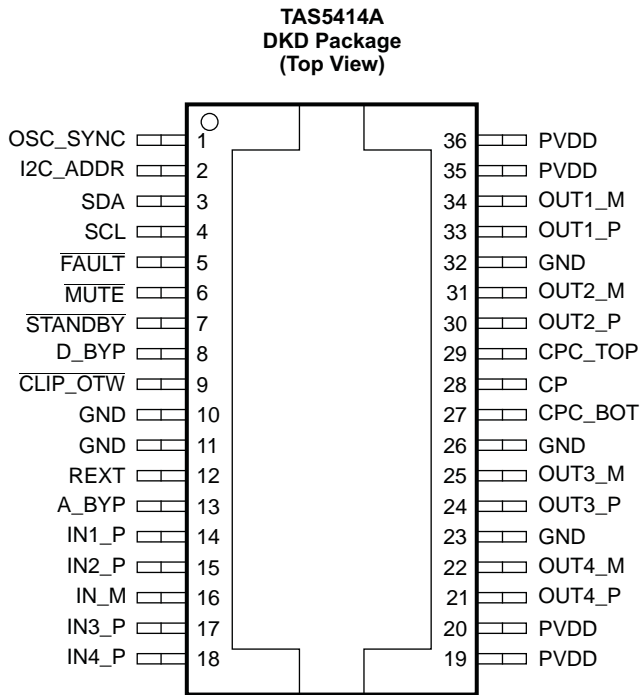 TAS5414A
DKD Package
(Top View)
OSC_SYNC 1 36 PVDD
I2C_ADDR 2 35 PVDD
SDA 3 34 OUT1_M
SCL 4 33 OUT1_P
FAULT 5 32 GND
MUTE 6 31 OUT2_M
STANDBY 7 30 OUT2_P
D_BYP 8 29 CPC_TOP
CLIP_OTW 9 28 CP
GND 10 27 CPC_BOT
GND 11 26 GND
REXT 12 25 OUT3_M
A_BYP 13 24 OUT3_P
IN1_P 14 23 GND
IN2_P 15 22 OUT4_M
IN_M 16 21 OUT4_P
IN3_P 17 20 PVDD
IN4_P 18 19 PVDD